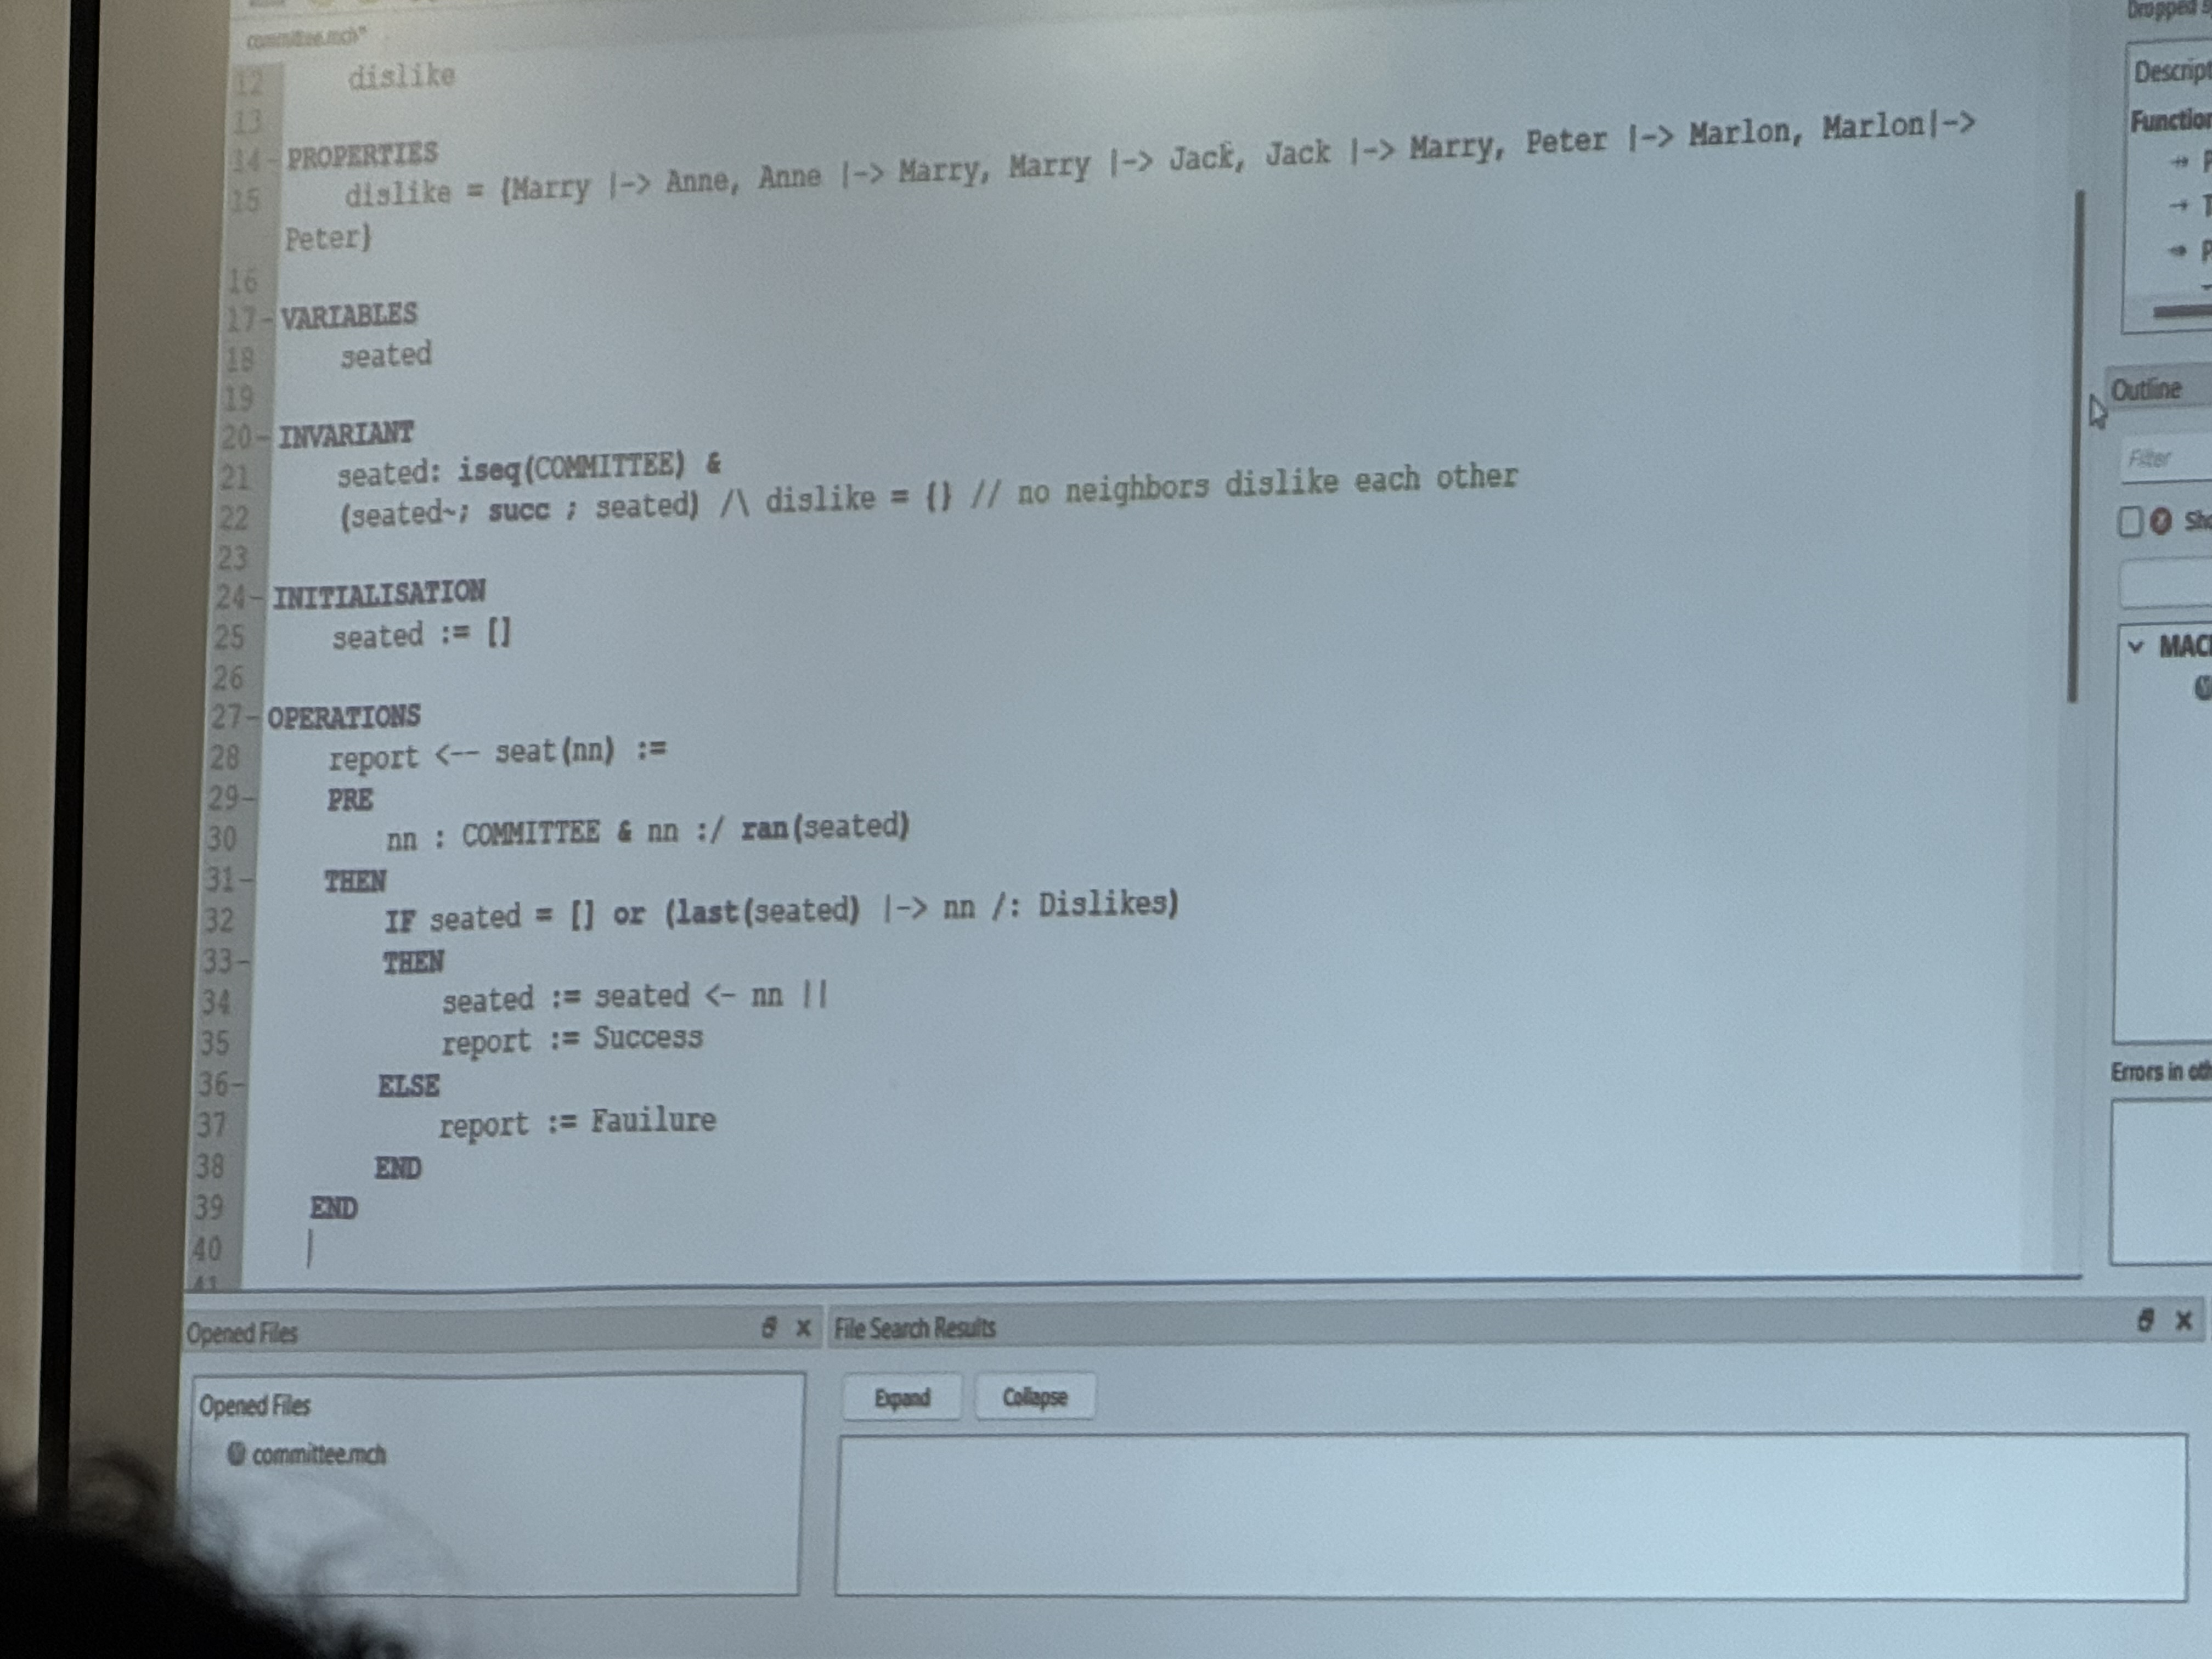 committee.mch*
12 dislike
13
14- PROPERTIES
15 dislike = {Marry |-> Anne, Anne |-> Marry, Marry |-> Jack, Jack |-> Marry, Peter |-> Marlon, Marlon|->
Peter}
16
17- VARIABLES
18 seated
19
20- INVARIANT
21 seated: iseq(COMMITTEE) &
22 (seated~; succ ; seated) /\ dislike = {} // no neighbors dislike each other
23
24- INITIALISATION
25 seated := []
26
27- OPERATIONS
28 report <-- seat(nn) :=
29- PRE
30 nn : COMMITTEE & nn :/ ran(seated)
31- THEN
32 IF seated = [] or (last(seated) |-> nn /: Dislikes)
33- THEN
34 seated := seated <- nn ||
35 report := Success
36- ELSE
37 report := Fauilure
38 END
39 END
40
41
Dropped
Descript
Function
Outline
Filter
Sho
MACH
Errors in oth
Opened Files
File Search Results
Opened Files
committee.mch
Expand Collapse